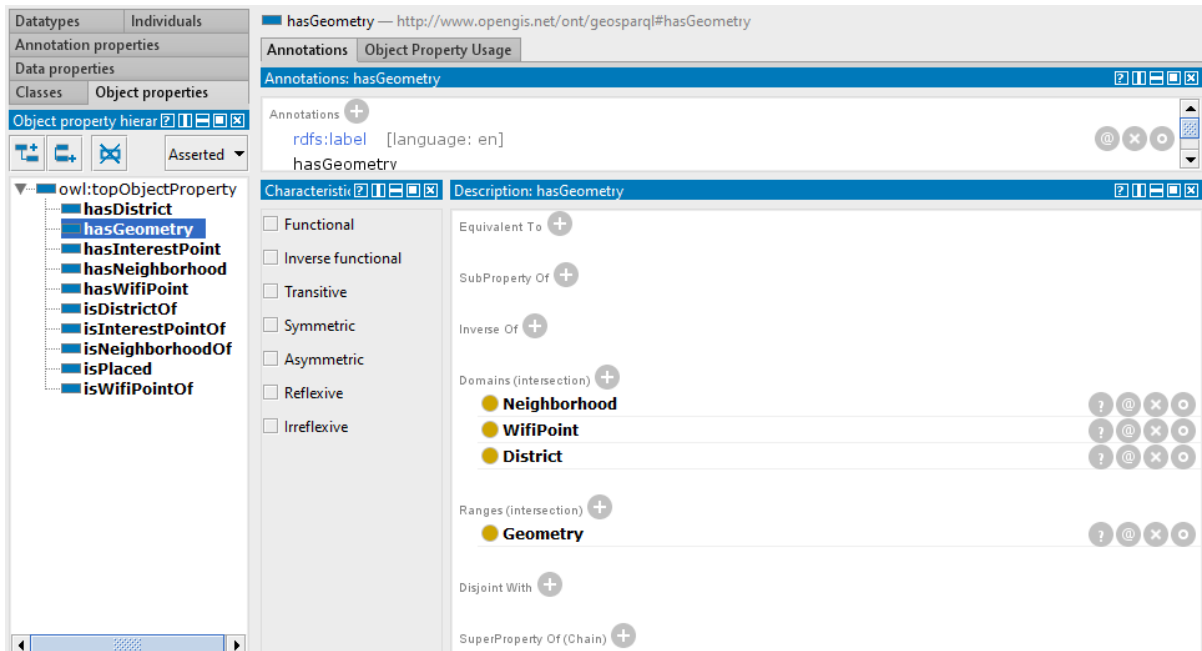 Datatypes Individuals
Annotation properties
Data properties
Classes Object properties
Object property hierar
Asserted
owl:topObjectProperty
hasDistrict
hasGeometry
hasInterestPoint
hasNeighborhood
hasWifiPoint
isDistrictOf
isInterestPointOf
isNeighborhoodOf
isPlaced
isWifiPointOf
hasGeometry — http://www.opengis.net/ont/geosparql#hasGeometry
Annotations Object Property Usage
Annotations: hasGeometry
Annotations
rdfs:label [language: en]
hasGeometry
Characteristic
Functional
Inverse functional
Transitive
Symmetric
Asymmetric
Reflexive
Irreflexive
Description: hasGeometry
Equivalent To
SubProperty Of
Inverse Of
Domains (intersection)
Neighborhood
WifiPoint
District
Ranges (intersection)
Geometry
Disjoint With
SuperProperty Of (Chain)